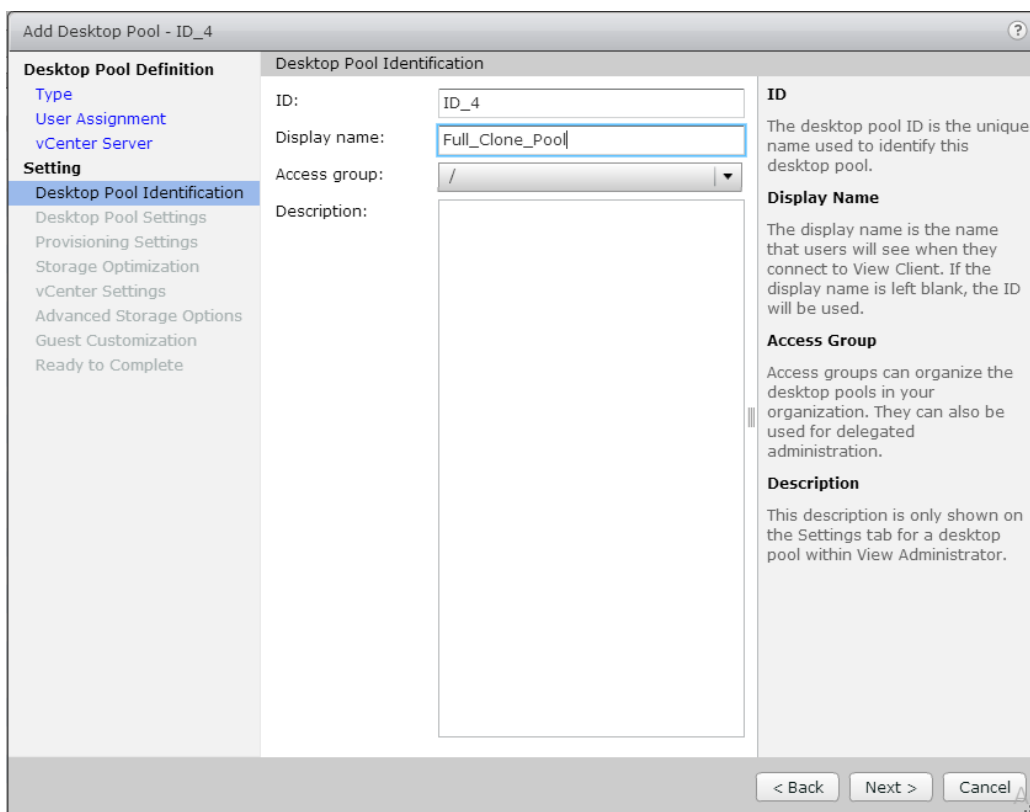 Add Desktop Pool - ID_4
?
Desktop Pool Definition
Type
User Assignment
vCenter Server
Setting
Desktop Pool Identification
Desktop Pool Settings
Provisioning Settings
Storage Optimization
vCenter Settings
Advanced Storage Options
Guest Customization
Ready to Complete
Desktop Pool Identification
ID:
ID_4
Display name:
Full_Clone_Pool
Access group:
/
Description:
ID
The desktop pool ID is the unique
name used to identify this
desktop pool.
Display Name
The display name is the name
that users will see when they
connect to View Client. If the
display name is left blank, the ID
will be used.
Access Group
Access groups can organize the
desktop pools in your
organization. They can also be
used for delegated
administration.
Description
This description is only shown on
the Settings tab for a desktop
pool within View Administrator.
< Back
Next >
Cancel
A